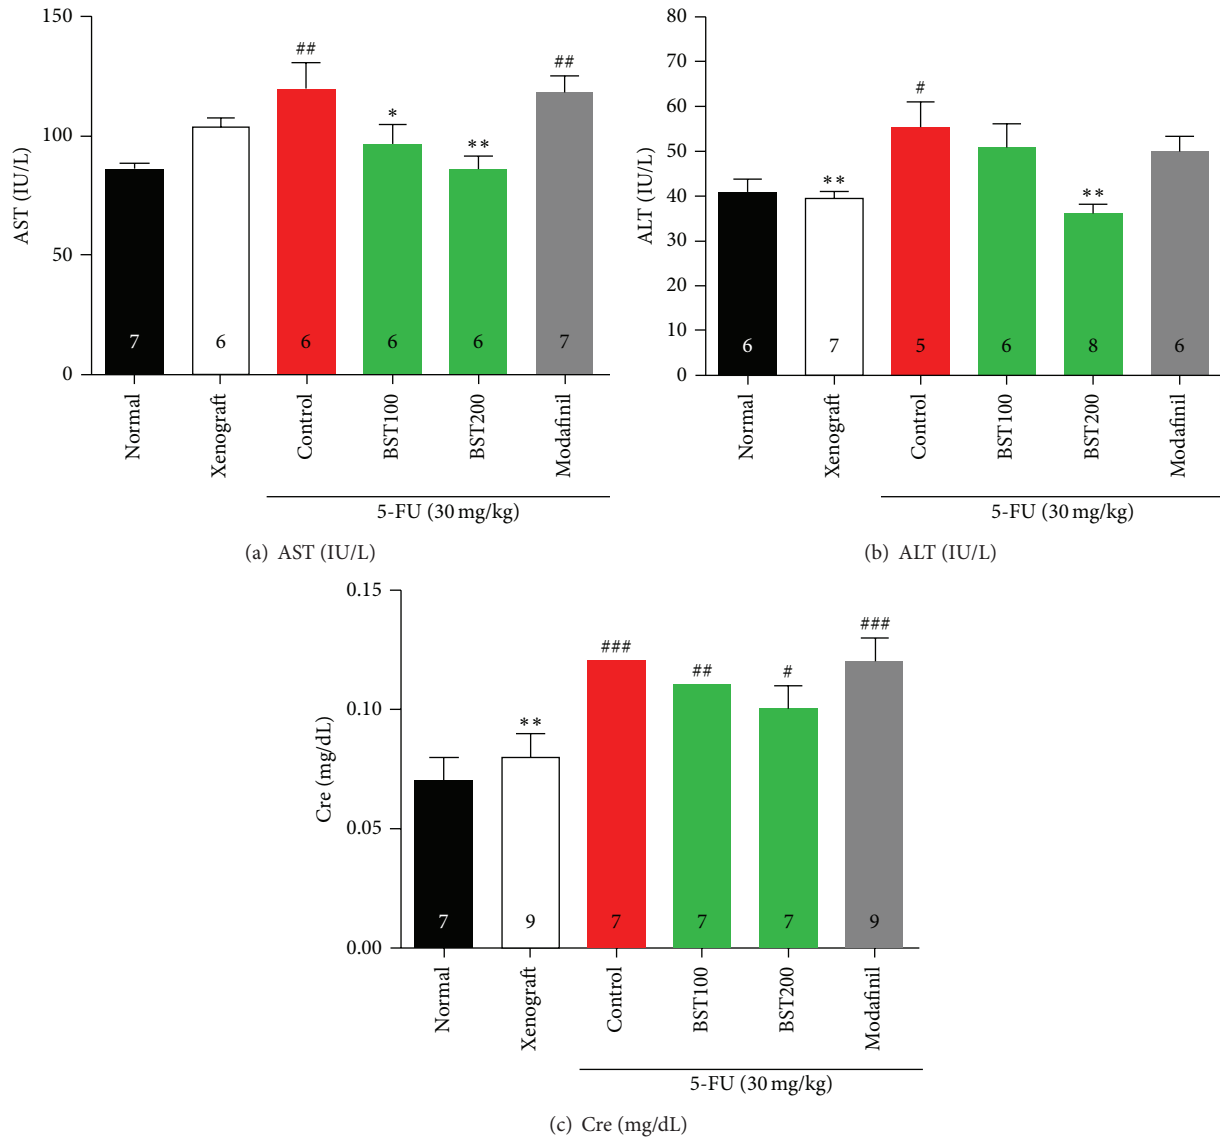 150
100
50
0
AST (IU/L)
##
*
**
##
7
6
6
6
6
7
Normal
Xenograft
Control
BST100
BST200
Modafinil
5-FU (30 mg/kg)
(a) AST (IU/L)
80
70
60
50
40
30
20
10
0
ALT (IU/L)
**
#
**
6
7
5
6
8
6
Normal
Xenograft
Control
BST100
BST200
Modafinil
5-FU (30 mg/kg)
(b) ALT (IU/L)
0.15
0.10
0.05
0.00
Cre (mg/dL)
**
###
##
#
###
7
9
7
7
7
9
Normal
Xenograft
Control
BST100
BST200
Modafinil
5-FU (30 mg/kg)
(c) Cre (mg/dL)